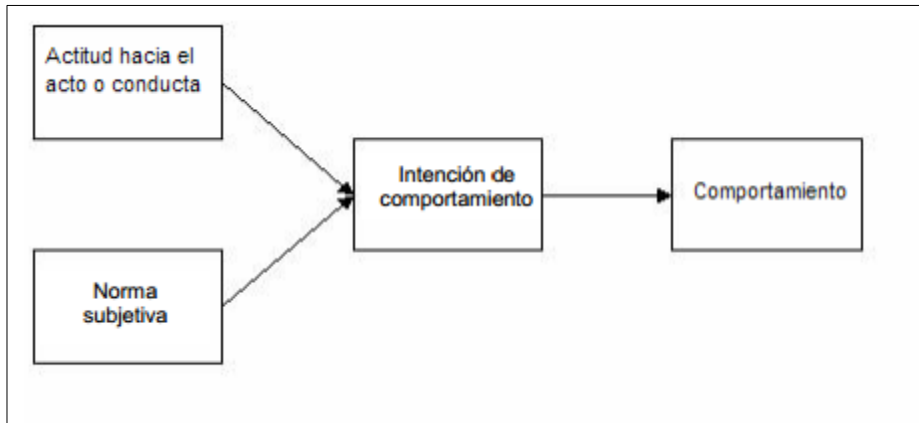 Actitud hacia el
acto o conducta
Intención de
comportamiento
Comportamiento
Norma
subjetiva